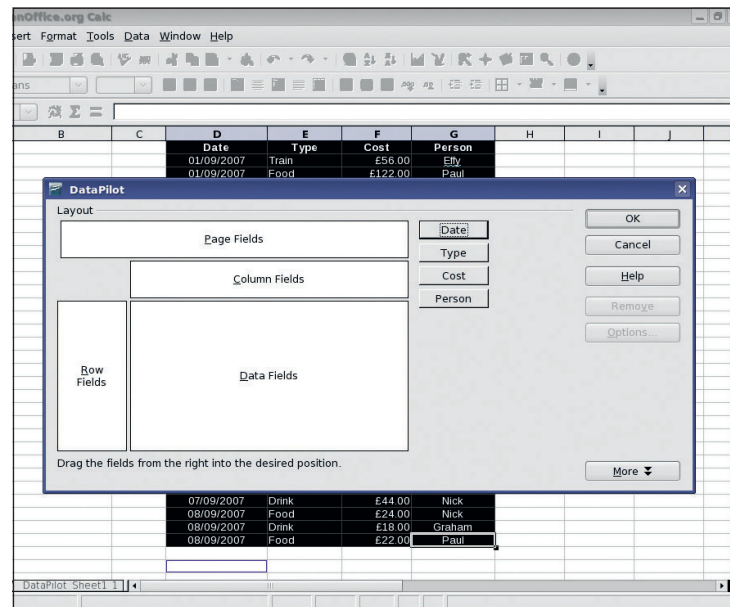 nOffice.org Calc
sert Format Tools Data Window Help
ans
B C D E F G H I J
Date Type Cost Person
01/09/2007 Train £56.00 Effy
01/09/2007 Food £122.00 Paul
DataPilot
Layout
Page Fields
Column Fields
Row Fields
Data Fields
Date
Type
Cost
Person
OK
Cancel
Help
Remove
Options...
Drag the fields from the right into the desired position.
More
07/09/2007 Drink £44.00 Nick
08/09/2007 Food £24.00 Nick
08/09/2007 Drink £18.00 Graham
08/09/2007 Food £22.00 Paul
DataPilot_Sheet1_1